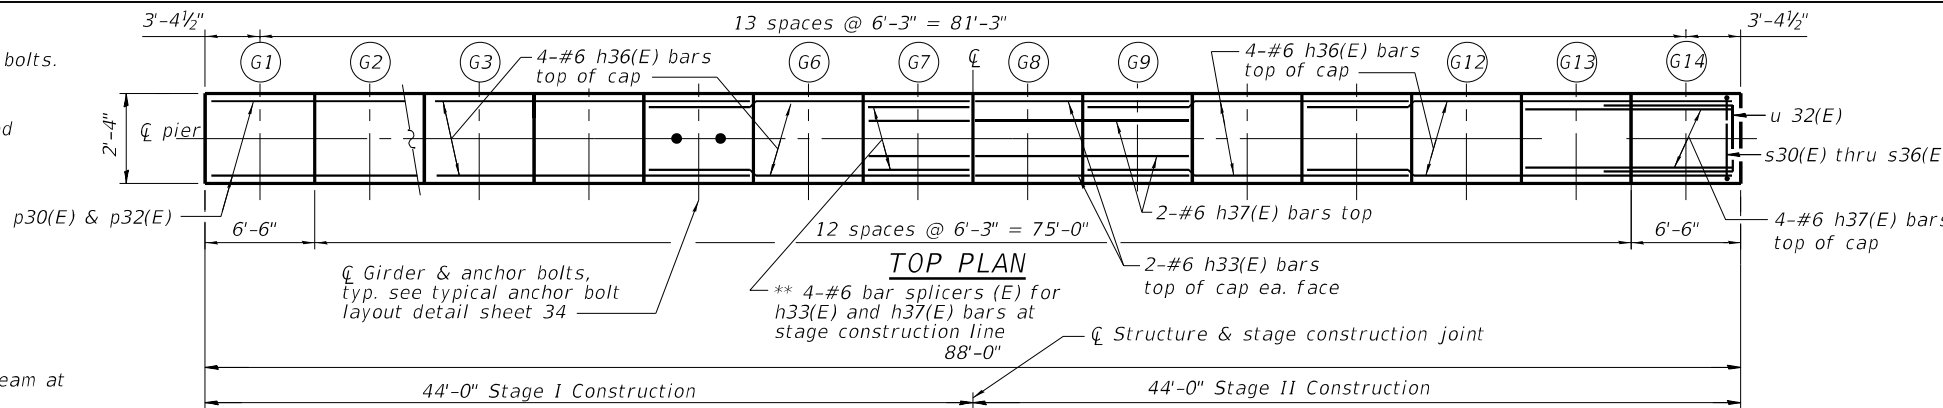 3'-4½"
13 spaces @ 6'-3" = 81'-3"
3'-4½"
bolts.
G1
G2
G3
4-#6 h36(E) bars
top of cap
G6
G7
℄
G8
G9
4-#6 h36(E) bars
top of cap
G12
G13
G14
2'-4"
℄ pier
u 32(E)
s30(E) thru s36(E
p30(E) & p32(E)
2-#6 h37(E) bars top
4-#6 h37(E) bars
top of cap
6'-6"
12 spaces @ 6'-3" = 75'-0"
6'-6"
TOP PLAN
℄ Girder & anchor bolts,
typ. see typical anchor bolt
layout detail sheet 34
** 4-#6 bar splicers (E) for
h33(E) and h37(E) bars at
stage construction line
2-#6 h33(E) bars
top of cap ea. face
℄ Structure & stage construction joint
88'-0"
eam at
44'-0" Stage I Construction
44'-0" Stage II Construction